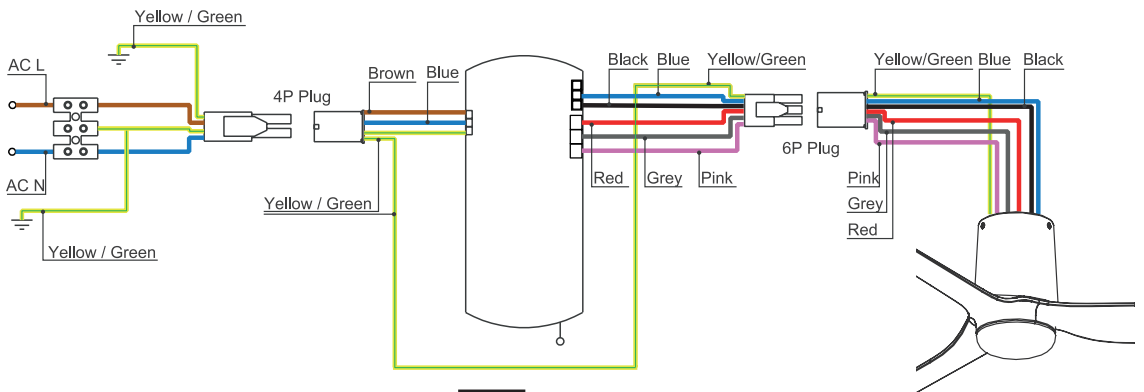 Yellow / Green
AC L
AC N
Yellow / Green
4P Plug
Brown
Blue
Yellow / Green
Black
Blue
Yellow/Green
Red
Grey
Pink
6P Plug
Yellow/Green
Blue
Black
Pink
Grey
Red